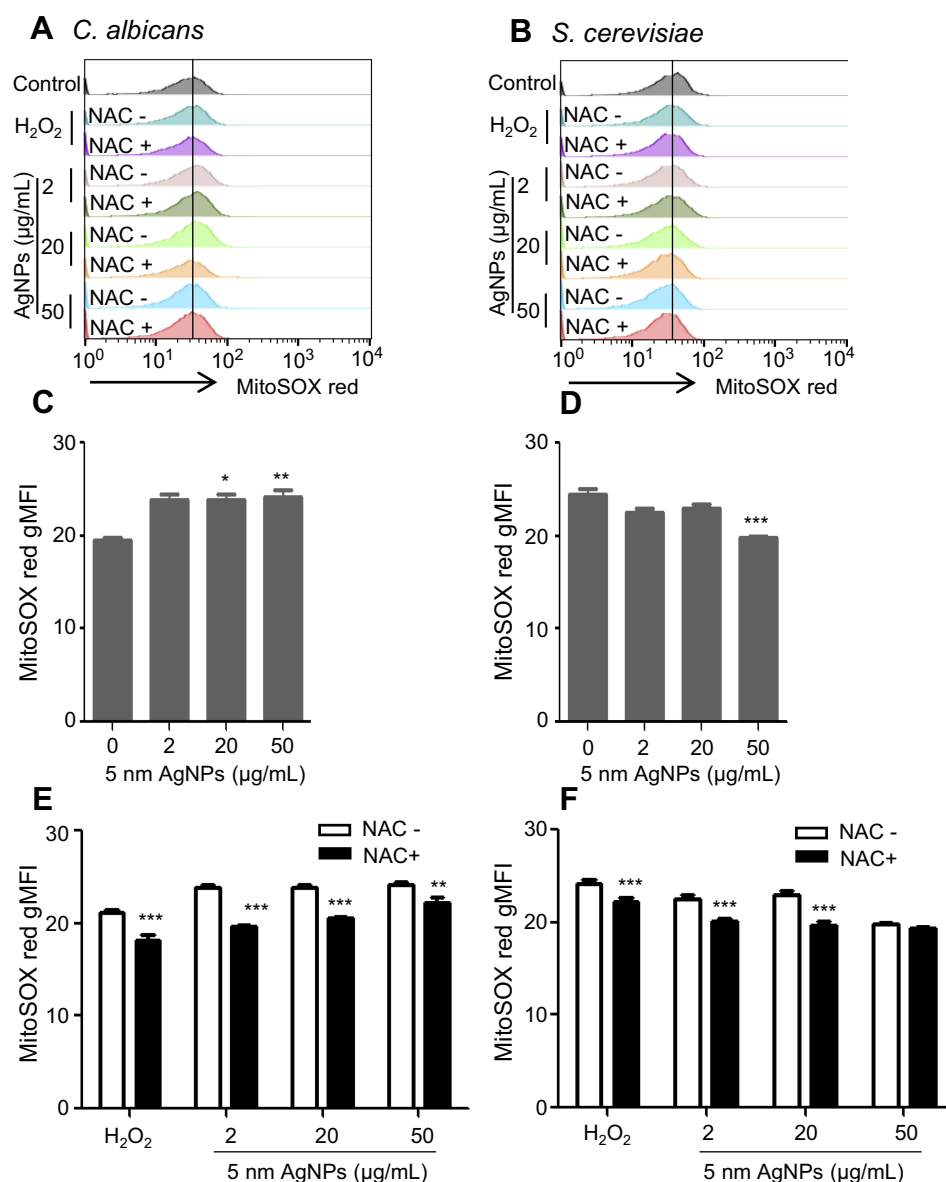 A C. albicans
Control
H2O2
NAC -
NAC +
AgNPs (µg/mL)
2
NAC -
NAC +
20
NAC -
NAC +
50
NAC -
NAC +
10^0 10^1 10^2 10^3 10^4
MitoSOX red
B S. cerevisiae
Control
H2O2
NAC -
NAC +
AgNPs (µg/mL)
2
NAC -
NAC +
20
NAC -
NAC +
50
NAC -
NAC +
10^0 10^1 10^2 10^3 10^4
MitoSOX red
C
MitoSOX red gMFI
30
20
10
0
* **
0 2 20 50
5 nm AgNPs (µg/mL)
D
MitoSOX red gMFI
30
20
10
0
***
0 2 20 50
5 nm AgNPs (µg/mL)
E
MitoSOX red gMFI
30
20
10
0
NAC -
NAC+
*** *** *** **
H2O2 2 20 50
5 nm AgNPs (µg/mL)
F
MitoSOX red gMFI
30
20
10
0
NAC -
NAC+
*** *** ***
H2O2 2 20 50
5 nm AgNPs (µg/mL)